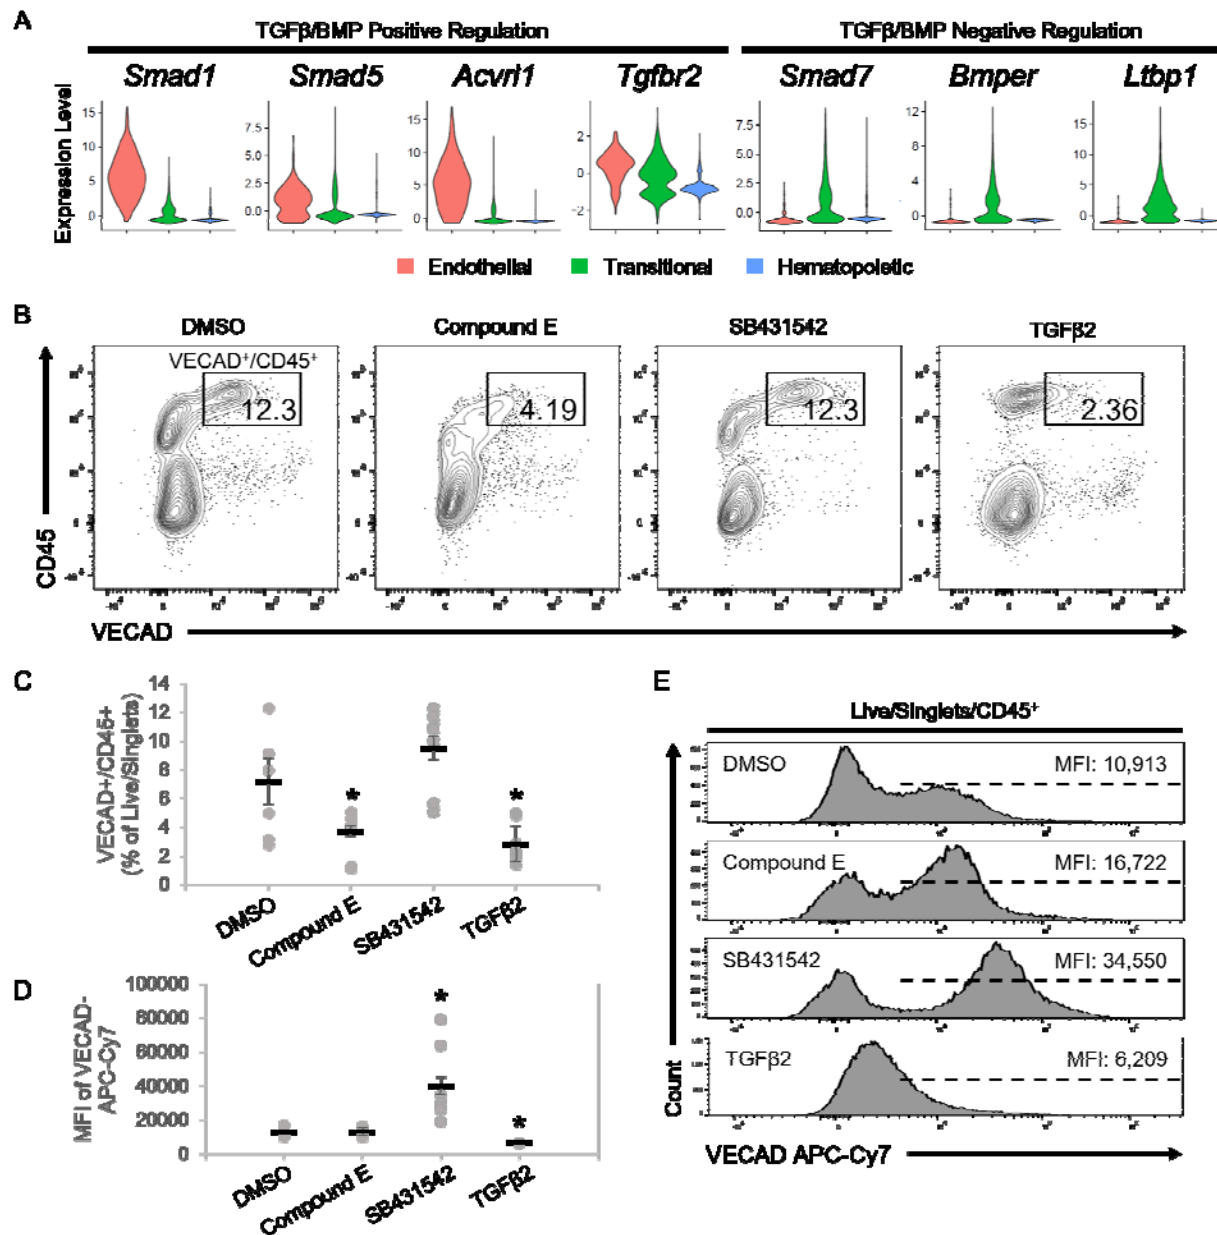 A
TGFβ/BMP Positive Regulation
TGFβ/BMP Negative Regulation
Smad1
Smad5
Acvrl1
Tgfbr2
Smad7
Bmper
Ltbp1
Expression Level
15
10
5
0
7.5
5.0
2.5
0.0
15
10
5
0
2
0
-2
7.5
5.0
2.5
0.0
12
8
4
0
15
10
5
0
Endothelial
Transitional
Hematopoietic
B
DMSO
Compound E
SB431542
TGFβ2
VECAD⁺/CD45⁺
12.3
4.19
12.3
2.36
CD45
VECAD
C
VECAD+/CD45+
(% of Live/Singlets)
14
12
10
8
6
4
2
0
*
*
DMSO
Compound E
SB431542
TGFβ2
D
MFI of VECAD-
APC-Cy7
100000
80000
60000
40000
20000
0
*
*
DMSO
Compound E
SB431542
TGFβ2
E
Live/Singlets/CD45⁺
DMSO
MFI: 10,913
Compound E
MFI: 16,722
SB431542
MFI: 34,550
TGFβ2
MFI: 6,209
Count
VECAD APC-Cy7